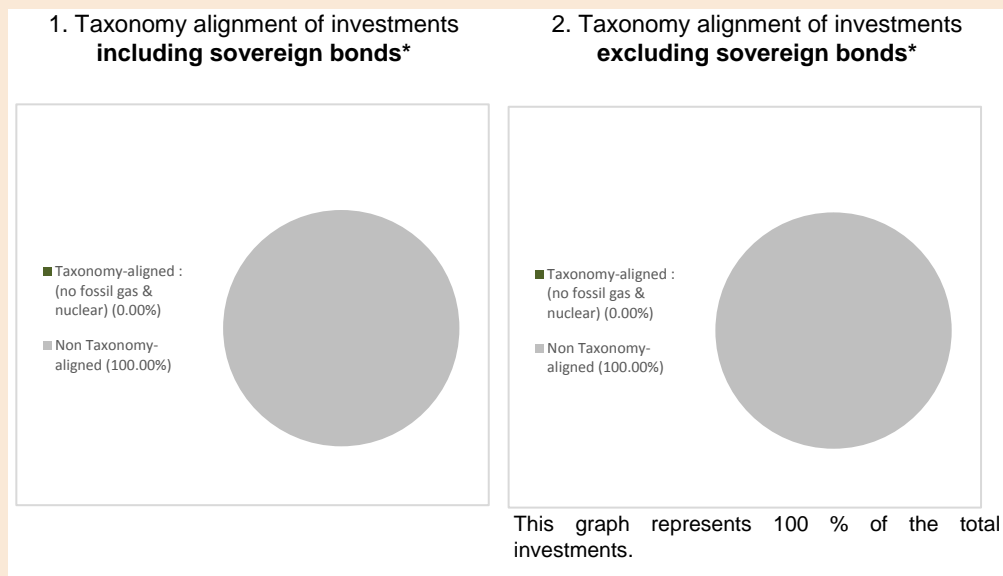 1. Taxonomy alignment of investments
including sovereign bonds*
Taxonomy-aligned :
(no fossil gas &
nuclear) (0.00%)
Non Taxonomy-
aligned (100.00%)
2. Taxonomy alignment of investments
excluding sovereign bonds*
Taxonomy-aligned :
(no fossil gas &
nuclear) (0.00%)
Non Taxonomy-
aligned (100.00%)
This graph represents 100 % of the total
investments.